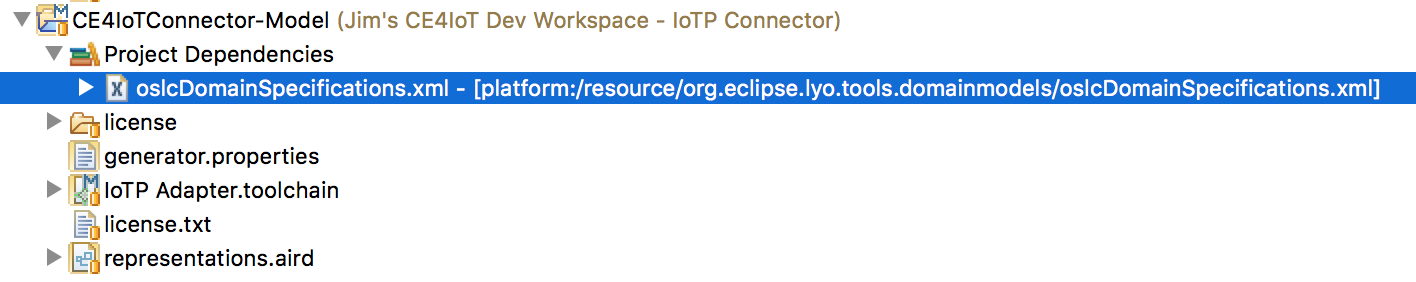 CE4IoTConnector-Model (Jim's CE4IoT Dev Workspace - IoTP Connector)
Project Dependencies
oslcDomainSpecifications.xml - [platform:/resource/org.eclipse.lyo.tools.domainmodels/oslcDomainSpecifications.xml]
license
generator.properties
IoTP Adapter.toolchain
license.txt
representations.aird